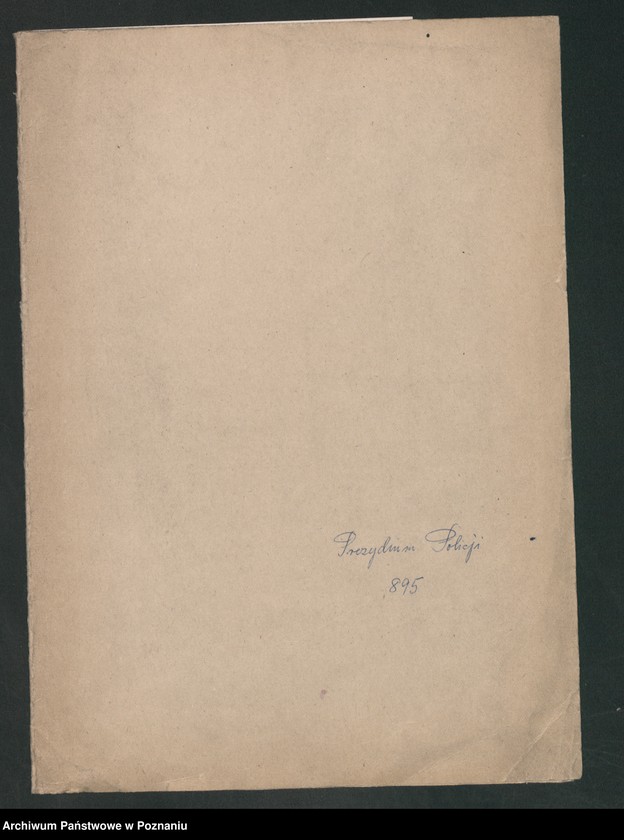 Prezydium Policji
895
Archiwum Państwowe w Poznaniu